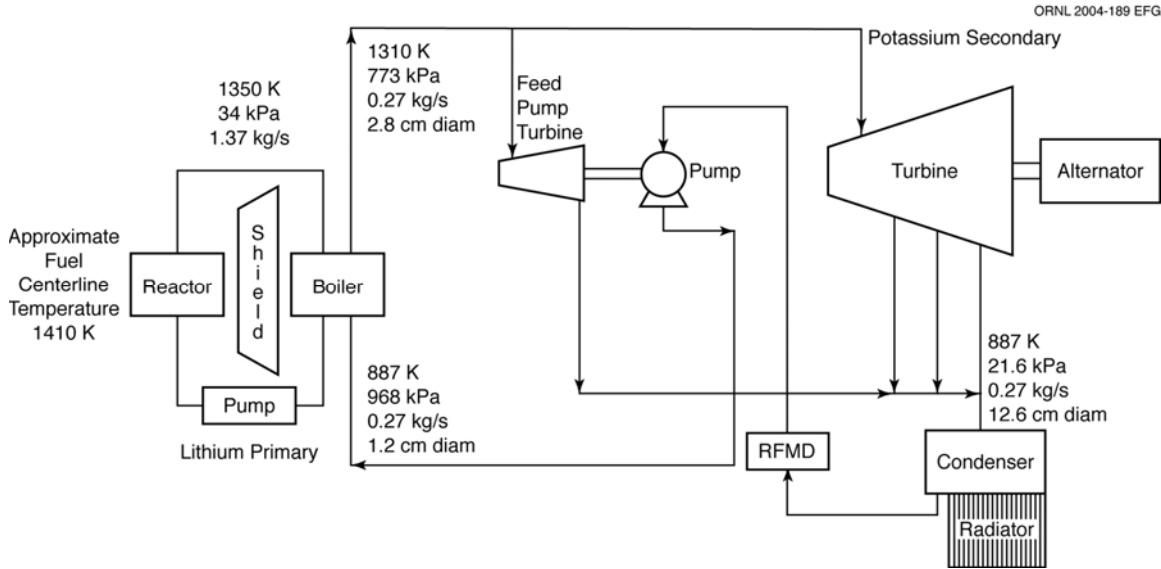 ORNL 2004-189 EFG
Potassium Secondary
1310 K
773 kPa
0.27 kg/s
2.8 cm diam
Feed
Pump
Turbine
1350 K
34 kPa
1.37 kg/s
Pump
Turbine
Alternator
Approximate
Fuel
Centerline
Temperature
1410 K
Reactor
Shield
Boiler
Pump
Lithium Primary
887 K
968 kPa
0.27 kg/s
1.2 cm diam
887 K
21.6 kPa
0.27 kg/s
12.6 cm diam
RFMD
Condenser
Radiator